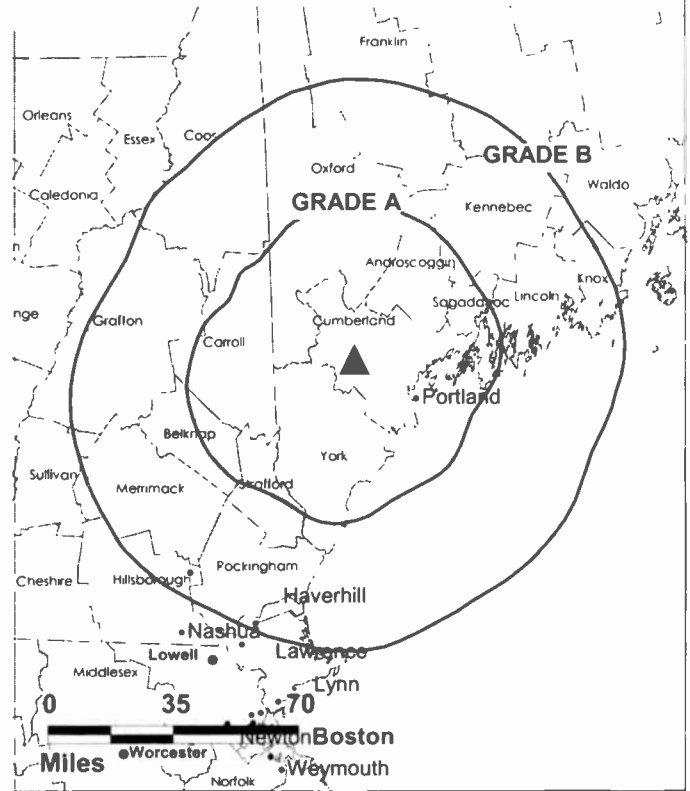 Franklin
Orleans
Essex
Coos
GRADE B
Oxford
Waldo
Caledonia
GRADE A
Kennebec
Androscoggin
Knox
Sagadahoc
Lincoln
nge
Grafton
Cumberland
Carroll
Portland
Belknap
York
Sullivan
Merrimack
Strafford
Rockingham
Cheshire
Hillsborough
Haverhill
Nashua
Lawrence
Lowell
Middlesex
Lynn
0 35 70
Newton
Boston
Worcester
Miles
Weymouth
Norfolk